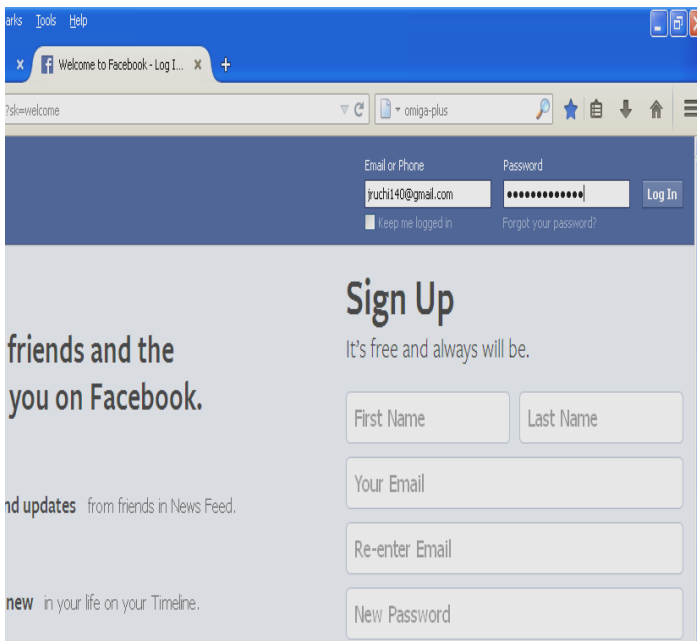 arks Tools Help
Welcome to Facebook - Log I... x +
?sk=welcome
omiga-plus
Email or Phone Password
jruchi140@gmail.com ••••••••••••• Log In
Keep me logged in Forgot your password?
Sign Up
It's free and always will be.
friends and the
you on Facebook.
First Name Last Name
Your Email
nd updates from friends in News Feed.
Re-enter Email
new in your life on your Timeline.
New Password